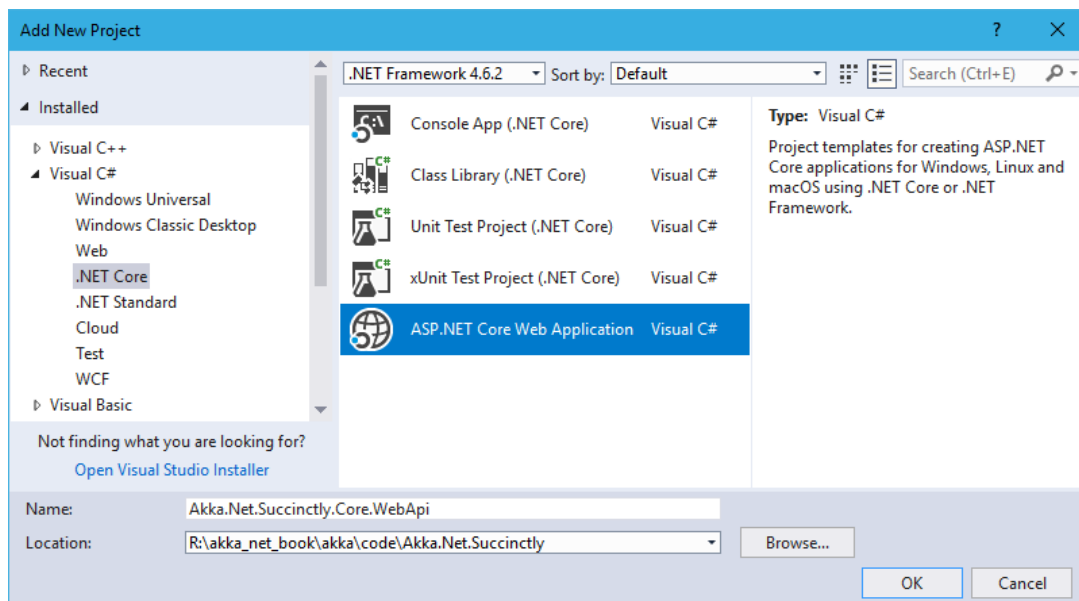 Add New Project
?
Recent
Installed
Visual C++
Visual C#
Windows Universal
Windows Classic Desktop
Web
.NET Core
.NET Standard
Cloud
Test
WCF
Visual Basic
Not finding what you are looking for?
Open Visual Studio Installer
.NET Framework 4.6.2 Sort by: Default Search (Ctrl+E)
Console App (.NET Core) Visual C#
Class Library (.NET Core) Visual C#
Unit Test Project (.NET Core) Visual C#
xUnit Test Project (.NET Core) Visual C#
ASP.NET Core Web Application Visual C#
Type: Visual C#
Project templates for creating ASP.NET
Core applications for Windows, Linux and
macOS using .NET Core or .NET
Framework.
Name: Akka.Net.Succinctly.Core.WebApi
Location: R:\akka_net_book\akka\code\Akka.Net.Succinctly Browse...
OK Cancel